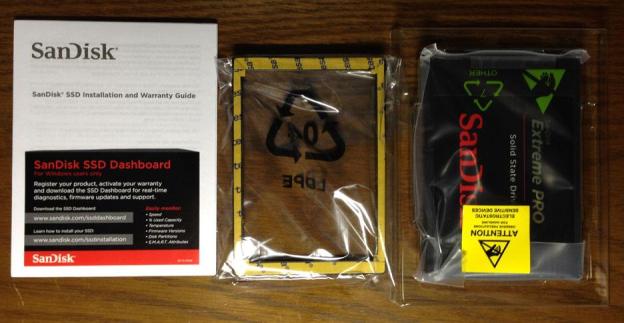 SanDisk®
SanDisk® SSD Installation and Warranty Guide
SanDisk SSD Dashboard
For Windows users only
Register your product, activate your warranty
and download the SSD Dashboard for real-time
diagnostics, firmware updates and support.
Download the SSD Dashboard:
www.sandisk.com/ssddashboard
Learn how to install your SSD:
www.sandisk.com/ssdinstallation
Easily monitor
• Speed
• % Used Capacity
• Temperature
• Firmware Versions
• Disk Partitions
• S.M.A.R.T. Attributes
SanDisk
04
LDPE
7
OTHER
SanDisk
Extreme PRO
Solid State Dri
ATTENTION
OBSERVE PRECAUTIONS
FOR HANDLING
ELECTROSTATIC
SENSITIVE DEVICES